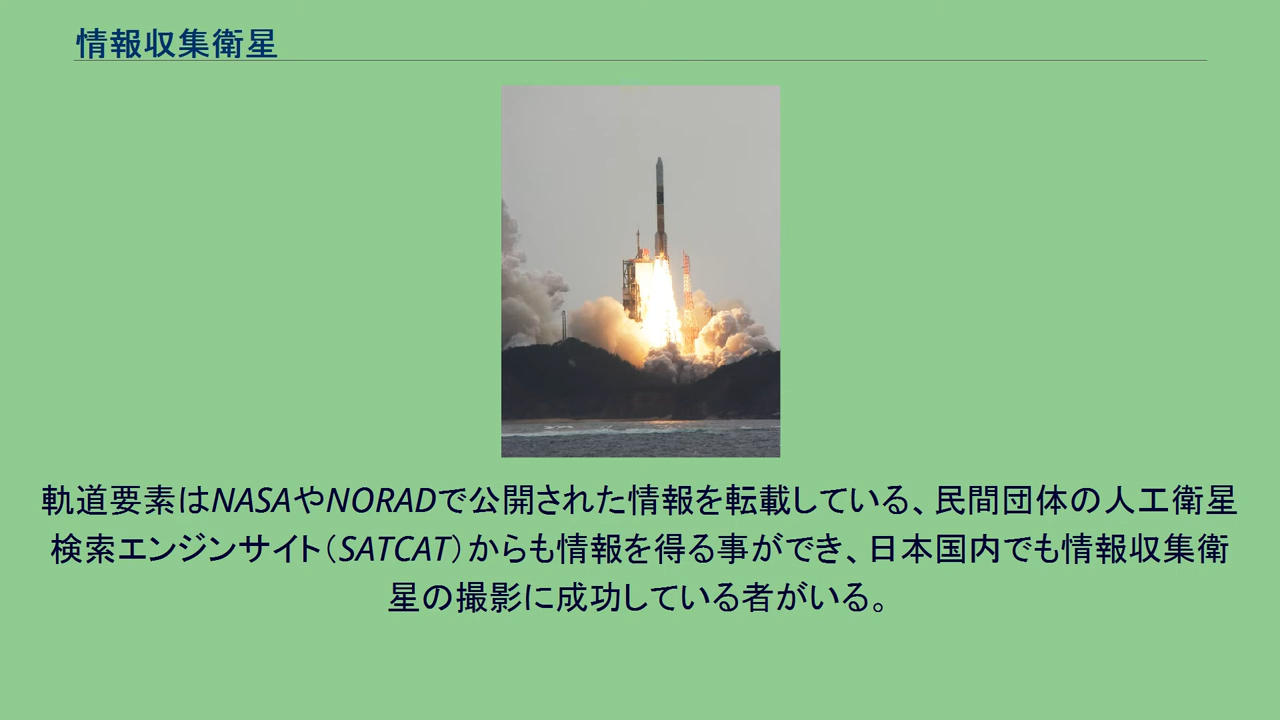 情報収集衛星
軌道要素はNASAやNORADで公開された情報を転載している、民間団体の人工衛星
検索エンジンサイト（SATCAT）からも情報を得る事ができ、日本国内でも情報収集衛
星の撮影に成功している者がいる。